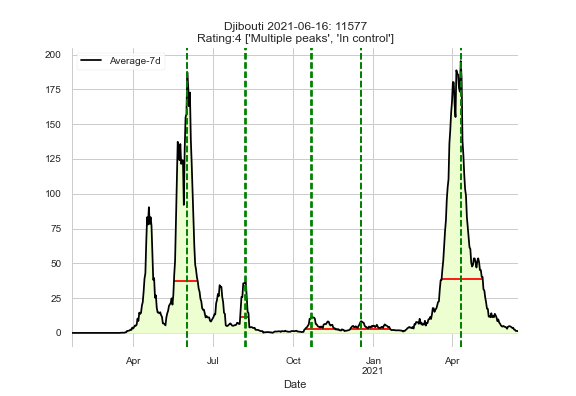 Djibouti 2021-06-16: 11577
Rating:4 ['Multiple peaks', 'In control']
Average-7d
200
175
150
125
100
75
50
25
0
Apr Jul Oct Jan Apr
2021
Date